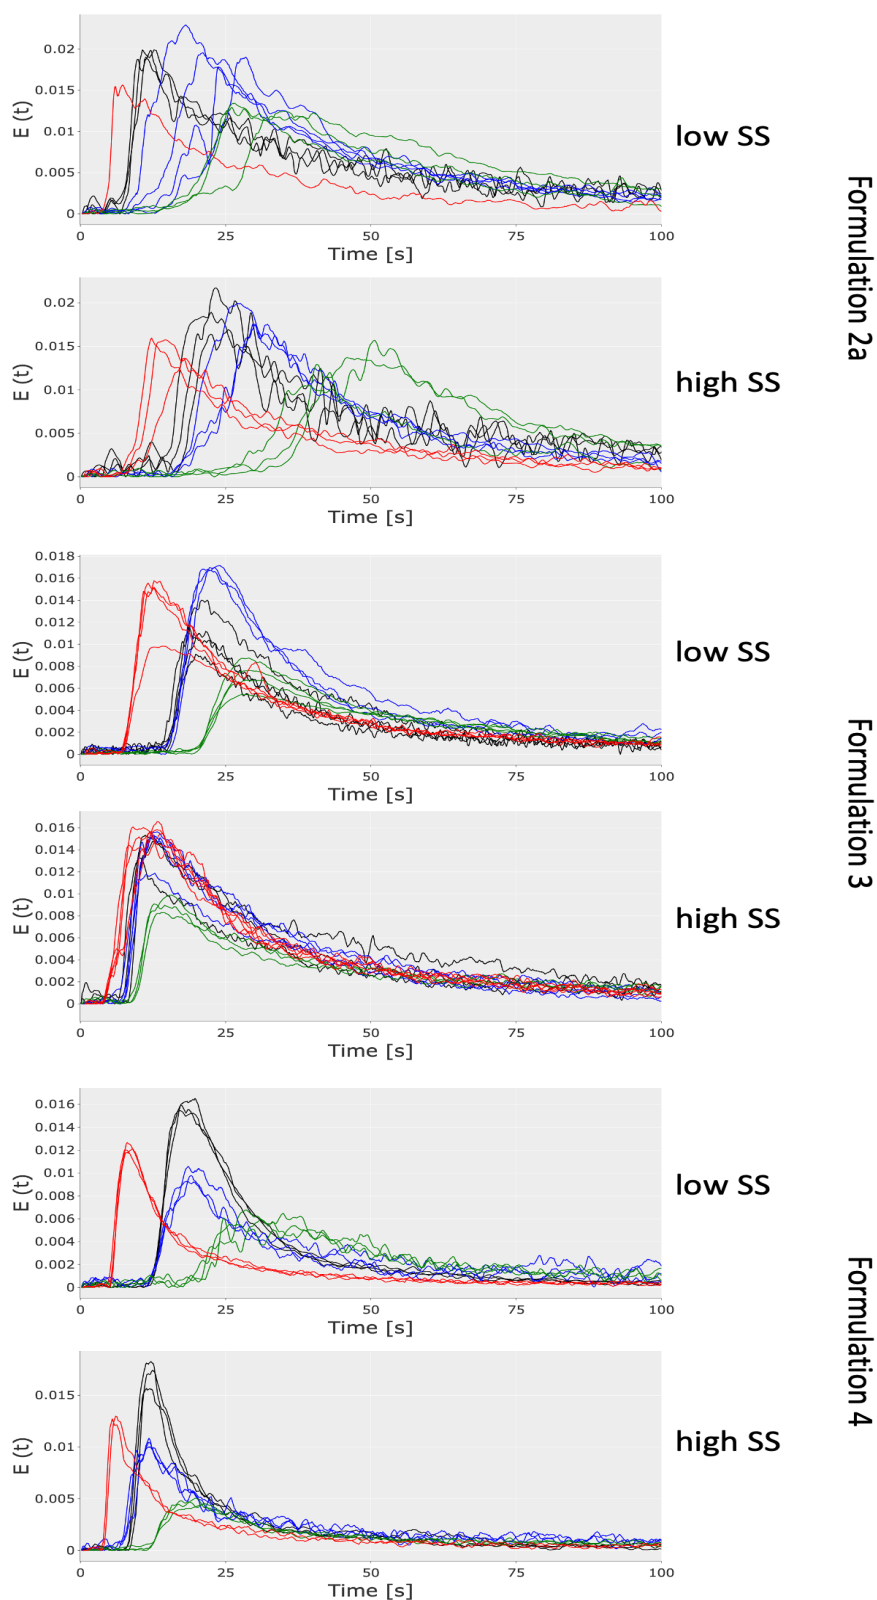 0.02
0.015
0.01
0.005
0
E (t)
0 25 50 75 100
Time [s]
low SS
0.02
0.015
0.01
0.005
0
E (t)
0 25 50 75 100
Time [s]
high SS
Formulation 2a
0.018
0.016
0.014
0.012
0.01
0.008
0.006
0.004
0.002
0
E (t)
0 25 50 75 100
Time [s]
low SS
0.016
0.014
0.012
0.01
0.008
0.006
0.004
0.002
0
E (t)
0 25 50 75 100
Time [s]
high SS
Formulation 3
0.016
0.014
0.012
0.01
0.008
0.006
0.004
0.002
0
E (t)
0 25 50 75 100
Time [s]
low SS
0.015
0.01
0.005
0
E (t)
0 25 50 75 100
Time [s]
high SS
Formulation 4